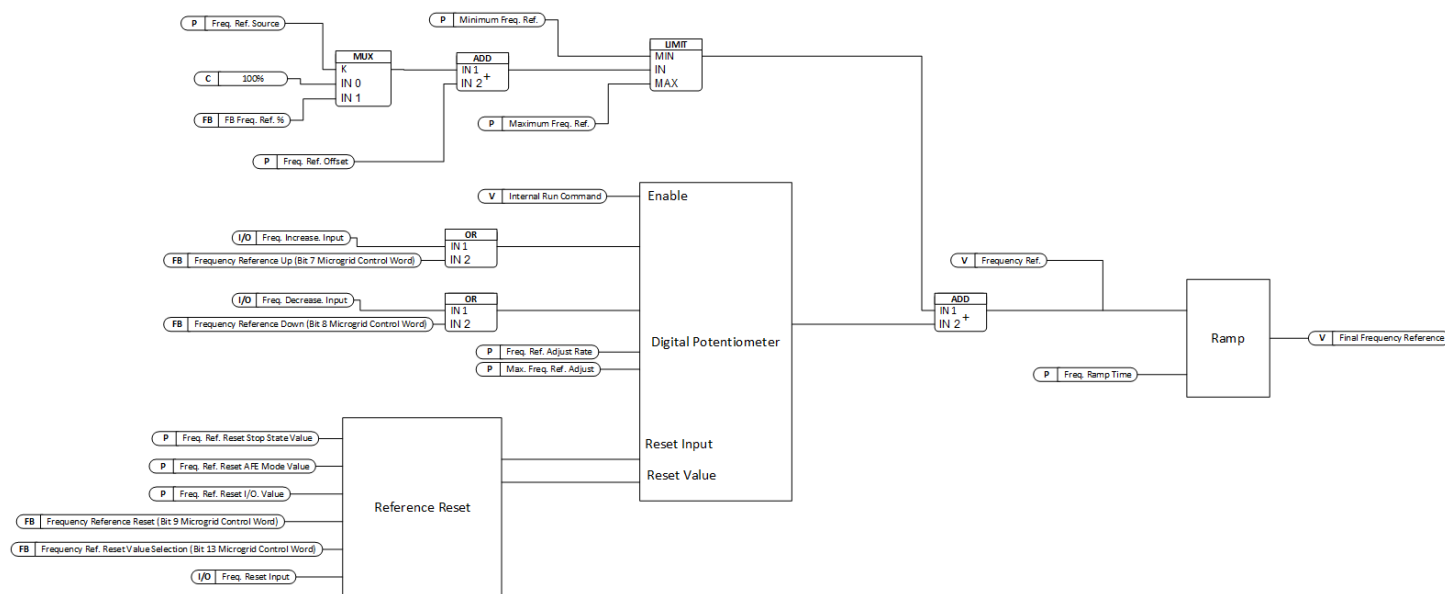 P Freq. Ref. Source
P Minimum Freq. Ref.
MUX
K
IN 0
IN 1
C 100%
FB FB Freq. Ref. %
ADD
IN 1
IN 2 +
LIMIT
MIN
IN
MAX
P Maximum Freq. Ref.
P Freq. Ref. Offset
V Internal Run Command
Enable
I/O Freq. Increase. Input
OR
IN 1
IN 2
FB Frequency Reference Up (Bit 7 Microgrid Control Word)
I/O Freq. Decrease. Input
OR
IN 1
IN 2
FB Frequency Reference Down (Bit 8 Microgrid Control Word)
Digital Potentiometer
P Freq. Ref. Adjust Rate
P Max. Freq. Ref. Adjust
V Frequency Ref.
ADD
IN 1
IN 2 +
Ramp
V Final Frequency Reference
P Freq. Ramp Time
Reset Input
Reset Value
P Freq. Ref. Reset Stop State Value
P Freq. Ref. Reset AFE Mode Value
P Freq. Ref. Reset I/O. Value
Reference Reset
FB Frequency Reference Reset (Bit 9 Microgrid Control Word)
FB Frequency Ref. Reset Value Selection (Bit 13 Microgrid Control Word)
I/O Freq. Reset Input